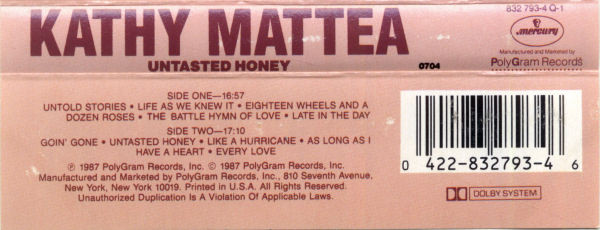 832 793-4 Q-1
KATHY MATTEA
mercury
Manufactured and Marketed by
UNTASTED HONEY
0704
PolyGram Records
SIDE ONE—16:57
UNTOLD STORIES • LIFE AS WE KNEW IT • EIGHTEEN WHEELS AND A
DOZEN ROSES • THE BATTLE HYMN OF LOVE • LATE IN THE DAY
SIDE TWO—17:10
GOIN' GONE • UNTASTED HONEY • LIKE A HURRICANE • AS LONG AS I
HAVE A HEART • EVERY LOVE
℗ 1987 PolyGram Records, Inc. © 1987 PolyGram Records, Inc.
Manufactured and Marketed by PolyGram Records, Inc., 810 Seventh Avenue,
New York, New York 10019. Printed in U.S.A. All Rights Reserved.
Unauthorized Duplication Is A Violation Of Applicable Laws.
0 422-832793-4 6
DOLBY SYSTEM